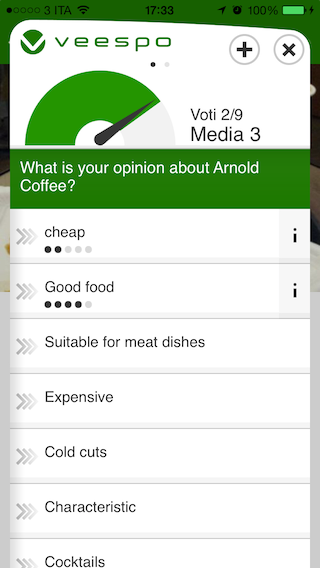 3 ITA 17:33 100%
veespo
Voti 2/9
Media 3
What is your opinion about Arnold
Coffee?
cheap
i
Good food
i
Suitable for meat dishes
Expensive
Cold cuts
Characteristic
Cocktails